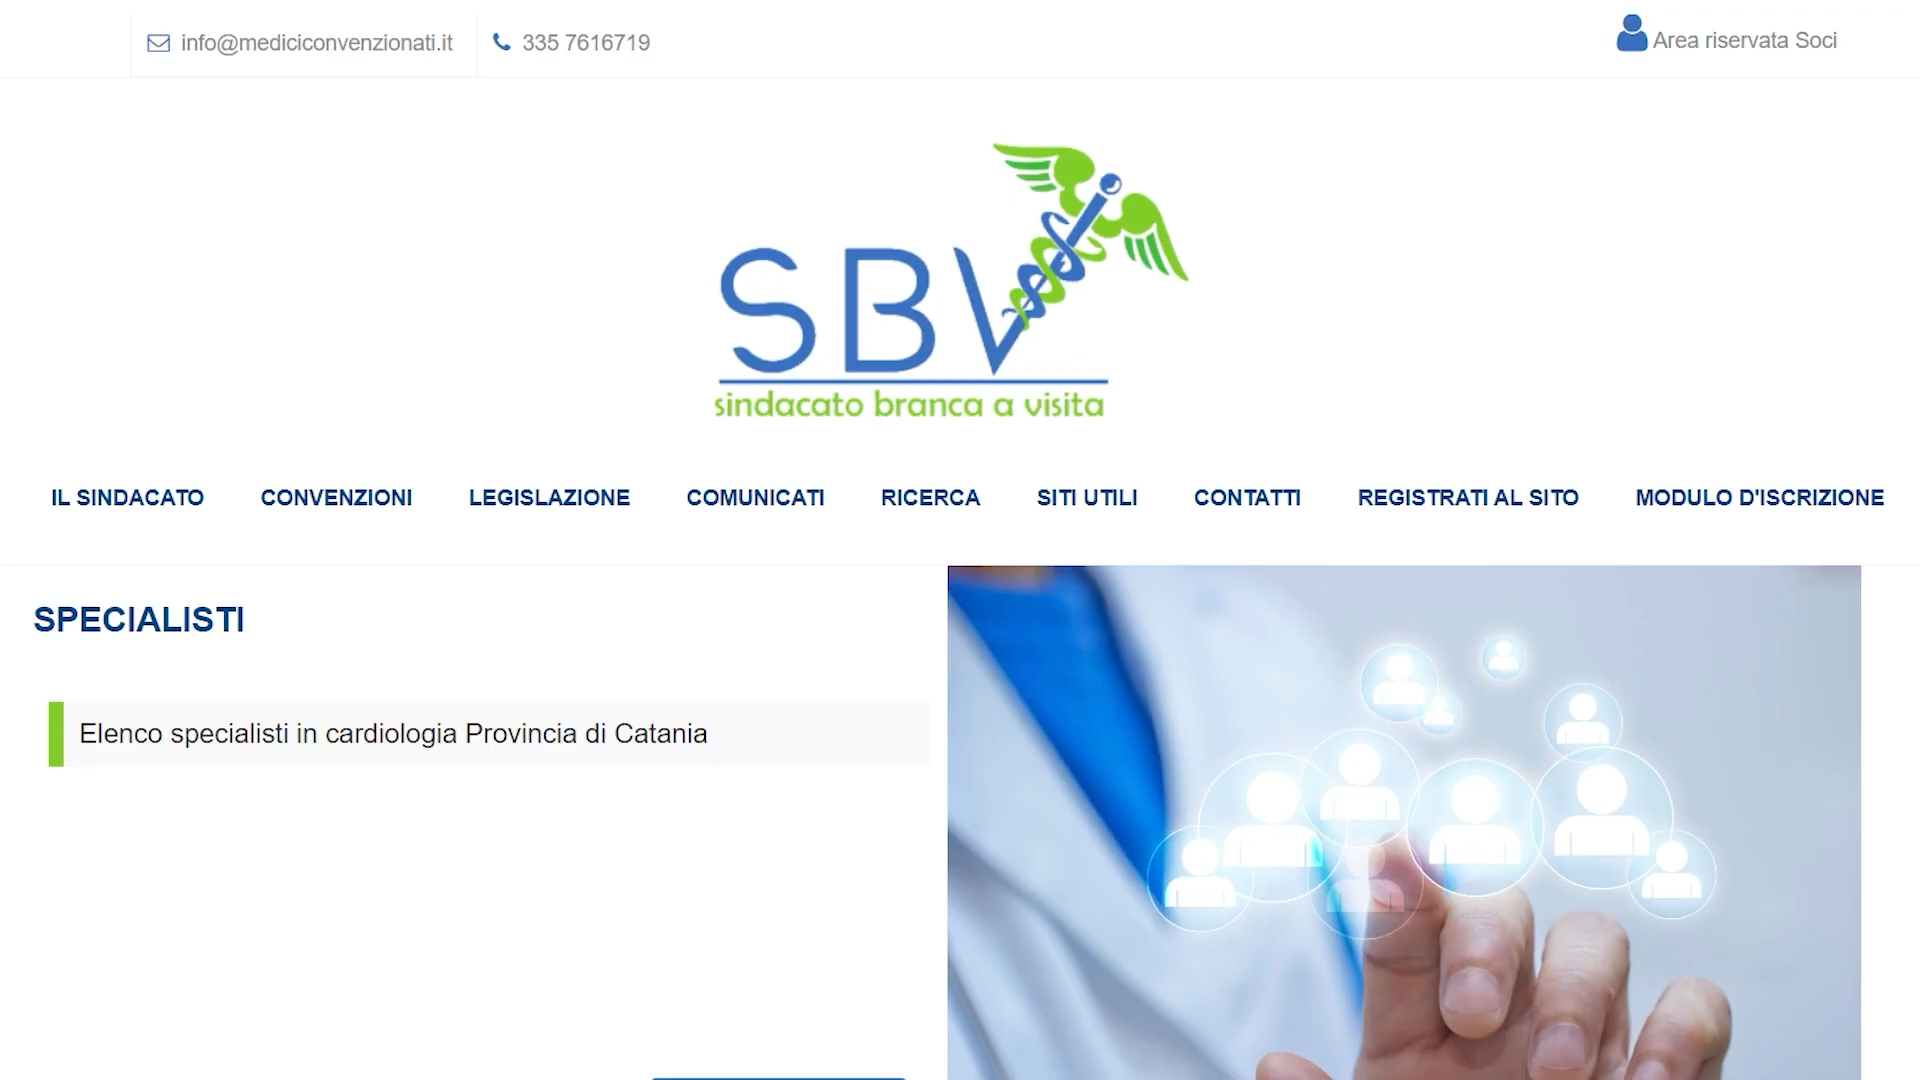 info@mediciconvenzionati.it
335 7616719
Area riservata Soci
SBV
sindacato branca a visita
IL SINDACATO
CONVENZIONI
LEGISLAZIONE
COMUNICATI
RICERCA
SITI UTILI
CONTATTI
REGISTRATI AL SITO
MODULO D'ISCRIZIONE
SPECIALISTI
Elenco specialisti in cardiologia Provincia di Catania